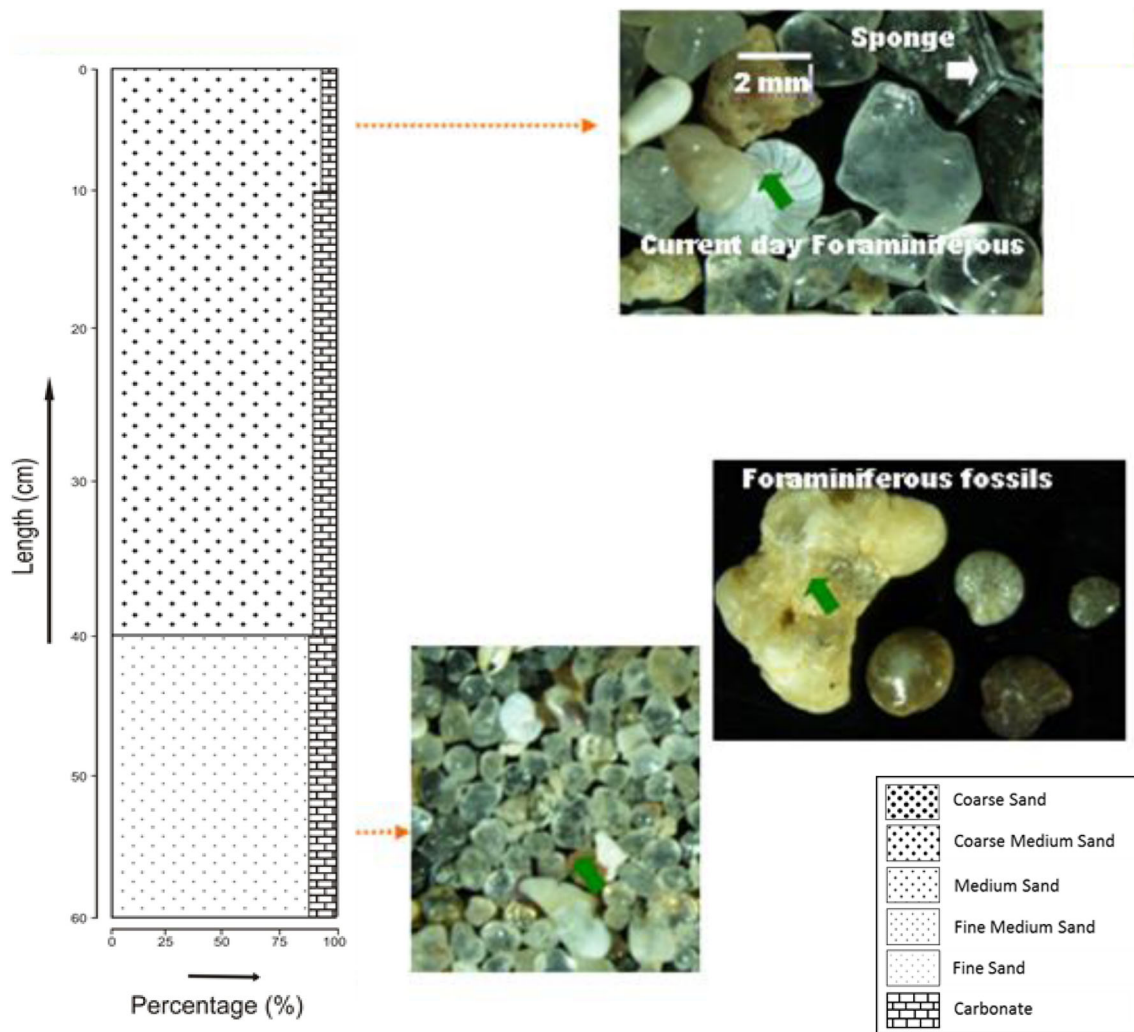 0
10
20
30
40
50
60
Length (cm)
0 25 50 75 100
Percentage (%)
Sponge
2 mm
Current day Foraminiferous
Foraminiferous fossils
Coarse Sand
Coarse Medium Sand
Medium Sand
Fine Medium Sand
Fine Sand
Carbonate